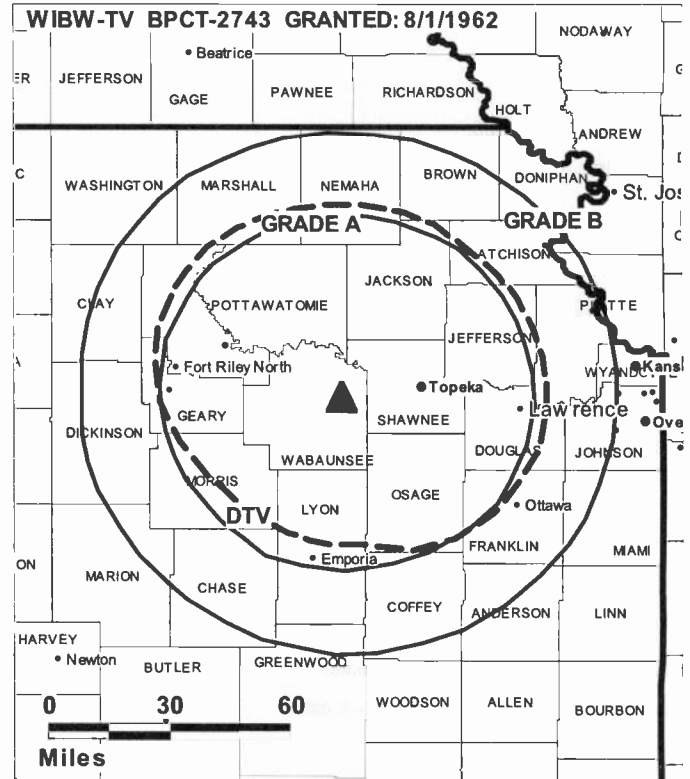 WIBW-TV BPCT-2743 GRANTED: 8/1/1962
NODAWAY
Beatrice
ER
JEFFERSON
GAGE
PAWNEE
RICHARDSON
G
HOLT
ANDREW
D
C
WASHINGTON
MARSHALL
NEMAHA
BROWN
DONIPHAN
St. Jos
GRADE A
GRADE B
C
ATCHISON
JACKSON
CLAY
POTTAWATOMIE
PLATTE
JEFFERSON
Fort Riley North
WYANDOTTE
Kans
Topeka
Lawrence
GEARY
SHAWNEE
Ove
DICKINSON
DOUGLAS
JOHNSON
WABAUNSEE
MORRIS
OSAGE
LYON
Ottawa
DTV
FRANKLIN
Emporia
MIAMI
ON
MARION
CHASE
COFFEY
ANDERSON
LINN
HARVEY
Newton
BUTLER
GREENWOOD
WOODSON
ALLEN
BOURBON
0 30 60
Miles